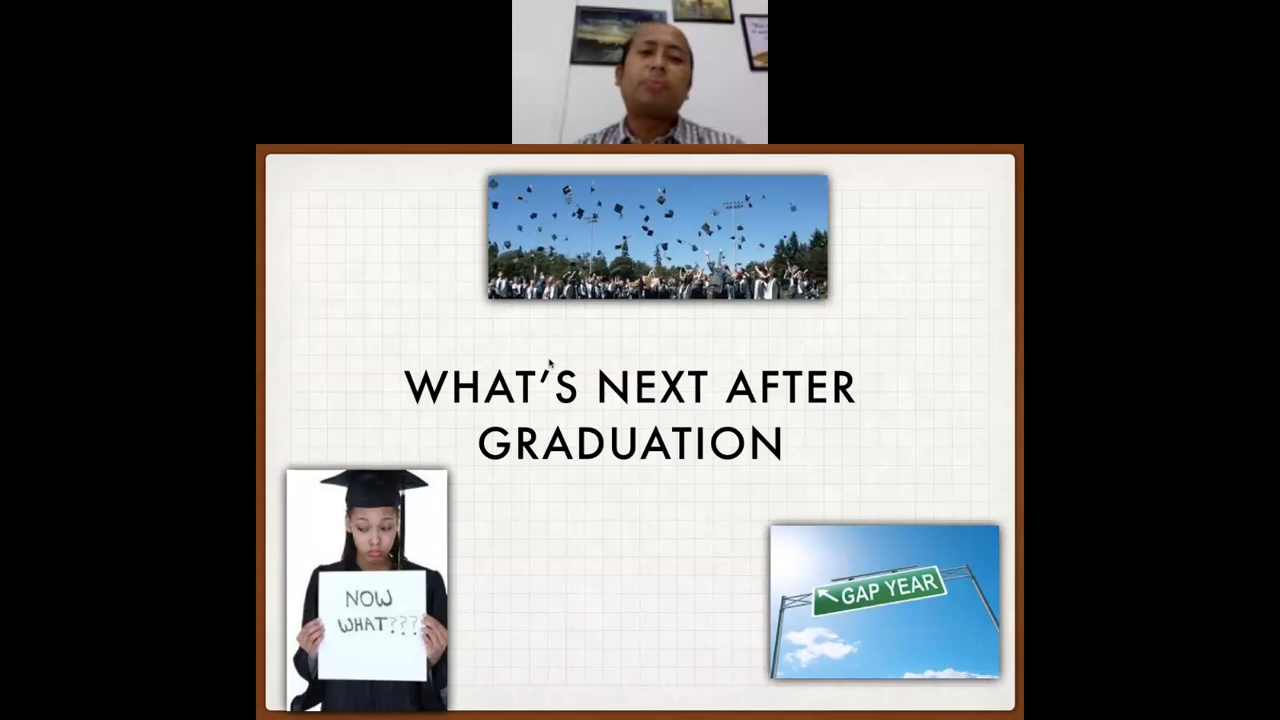 WHAT'S NEXT AFTER
GRADUATION
NOW
WHAT???
GAP YEAR